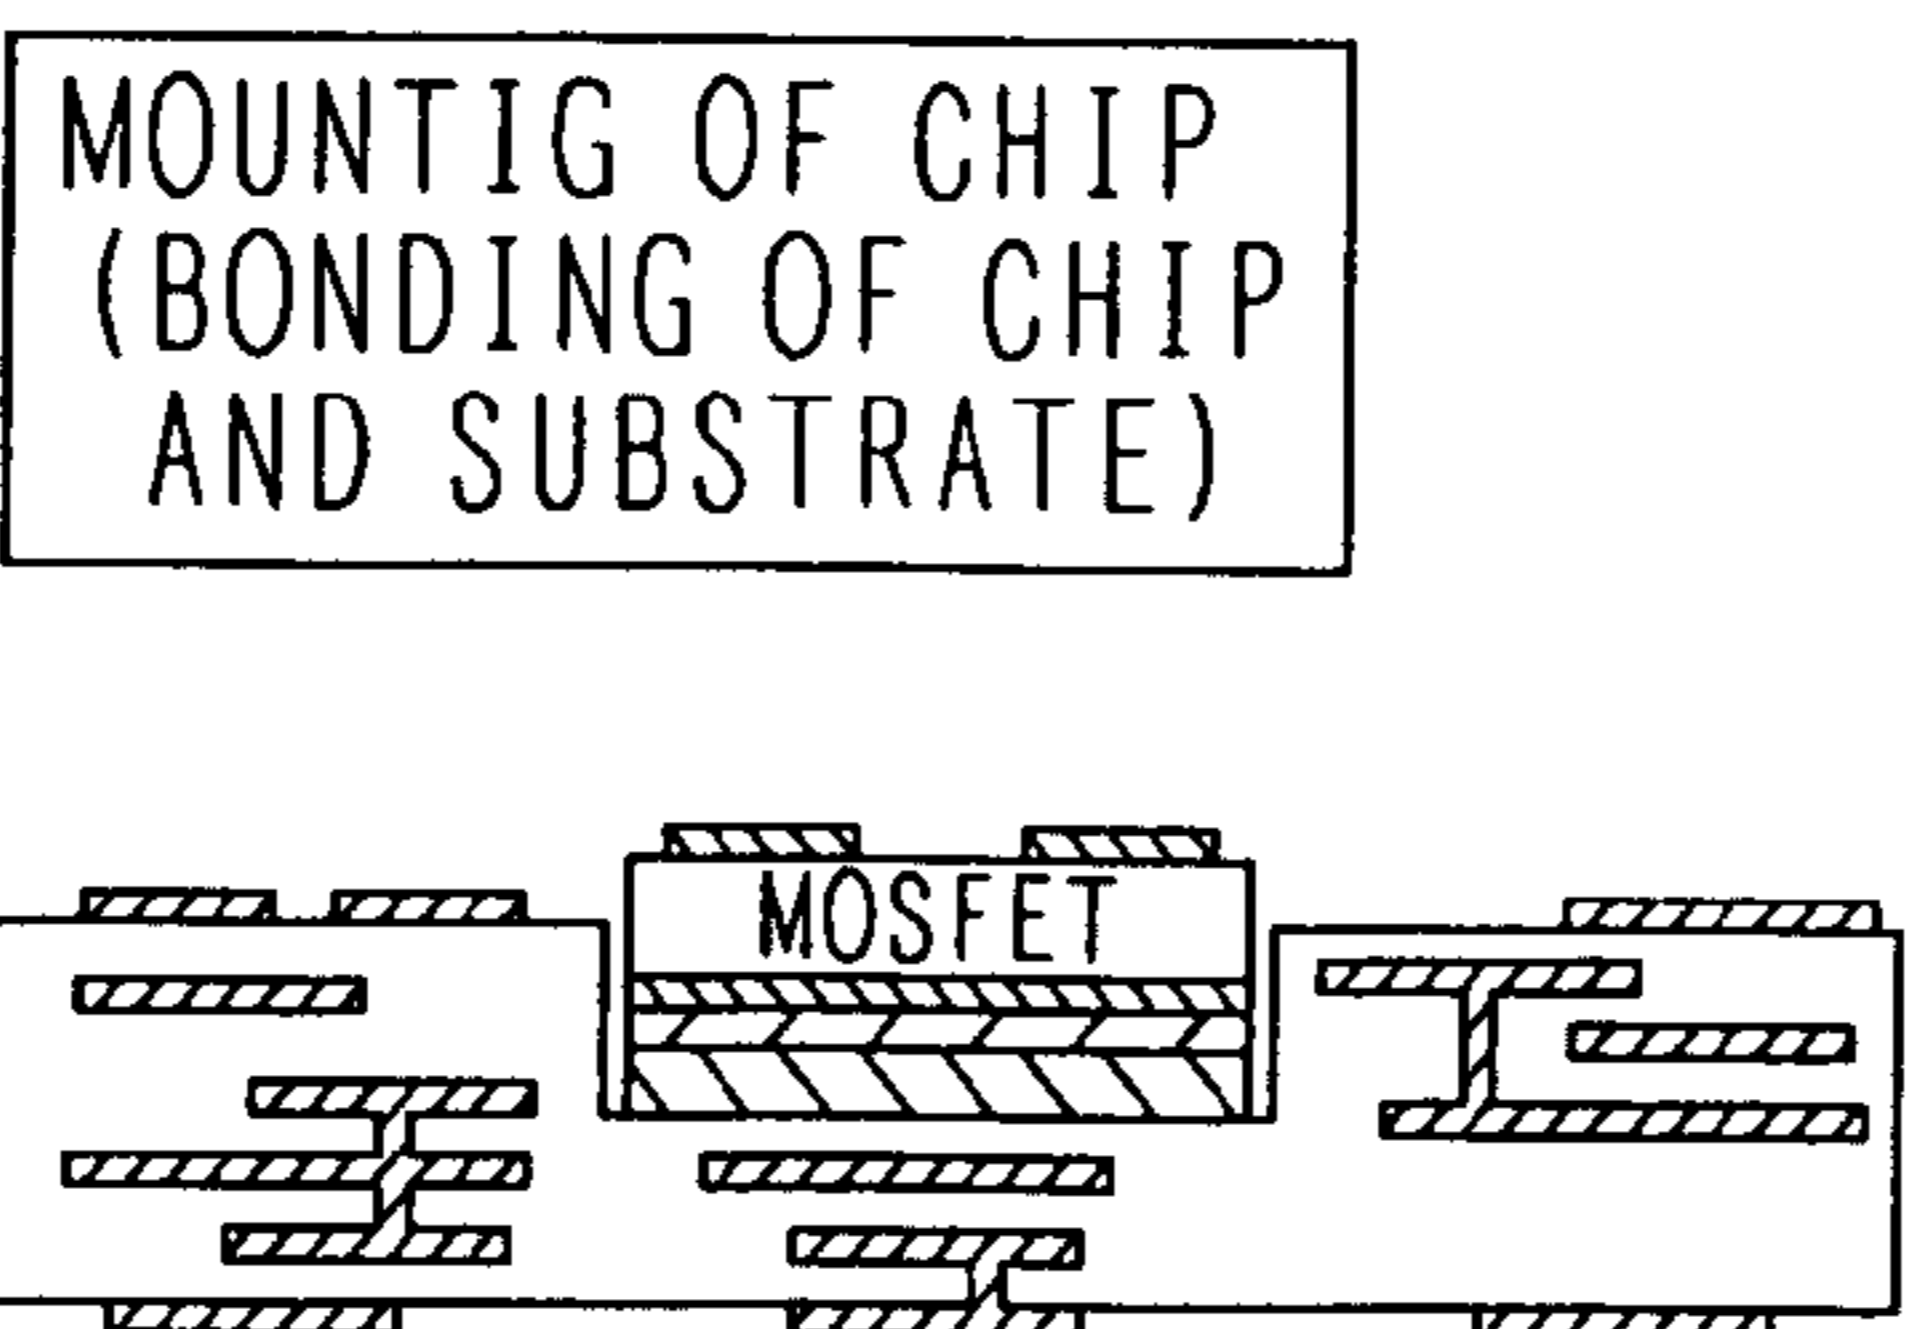 MOUNTIG OF CHIP
(BONDING OF CHIP
AND SUBSTRATE)
MOSFET